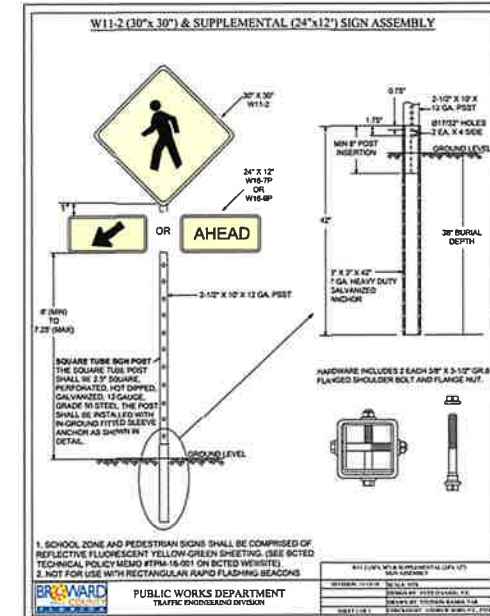 W11-2 (30"x 30") & SUPPLEMENTAL (24"x12') SIGN ASSEMBLY
30" X 30"
W11-2
24" X 12"
W16-7P
OR
W16-9P
1"
OR
AHEAD
2-1/2" X 10' X 12 GA. PSST
6' (MIN)
TO
7.25' (MAX)
SQUARE TUBE SIGN POST
THE SQUARE TUBE POST
SHALL BE 2.5" SQUARE,
PERFORATED, HOT DIPPED,
GALVANIZED, 12 GAUGE,
GRADE 50 STEEL, THE POST
SHALL BE INSTALLED WITH
IN-GROUND FITTED SLEEVE
ANCHOR AS SHOWN IN
DETAIL.
GROUND LEVEL
0.75"
2-1/2" X 10' X
12 GA. PSST
1.75"
Ø17/32" HOLES
2 EA. X 4 SIDE
MIN 8" POST
INSERTION
GROUND LEVEL
42"
38" BURIAL
DEPTH
3" X 3" X 42"
7 GA. HEAVY DUTY
GALVANIZED
ANCHOR
HARDWARE INCLUDES 2 EACH 3/8" X 3-1/2" GR.8
FLANGED SHOULDER BOLT AND FLANGE NUT.
1. SCHOOL ZONE AND PEDESTRIAN SIGNS SHALL BE COMPRISED OF
REFLECTIVE FLUORESCENT YELLOW-GREEN SHEETING. (SEE BCTED
TECHNICAL POLICY MEMO #TPM-16-001 ON BCTED WEBSITE)
2. NOT FOR USE WITH RECTANGULAR RAPID FLASHING BEACONS
BROWARD
COUNTY
FLORIDA
PUBLIC WORKS DEPARTMENT
TRAFFIC ENGINEERING DIVISION
SIGN ASSEMBLY